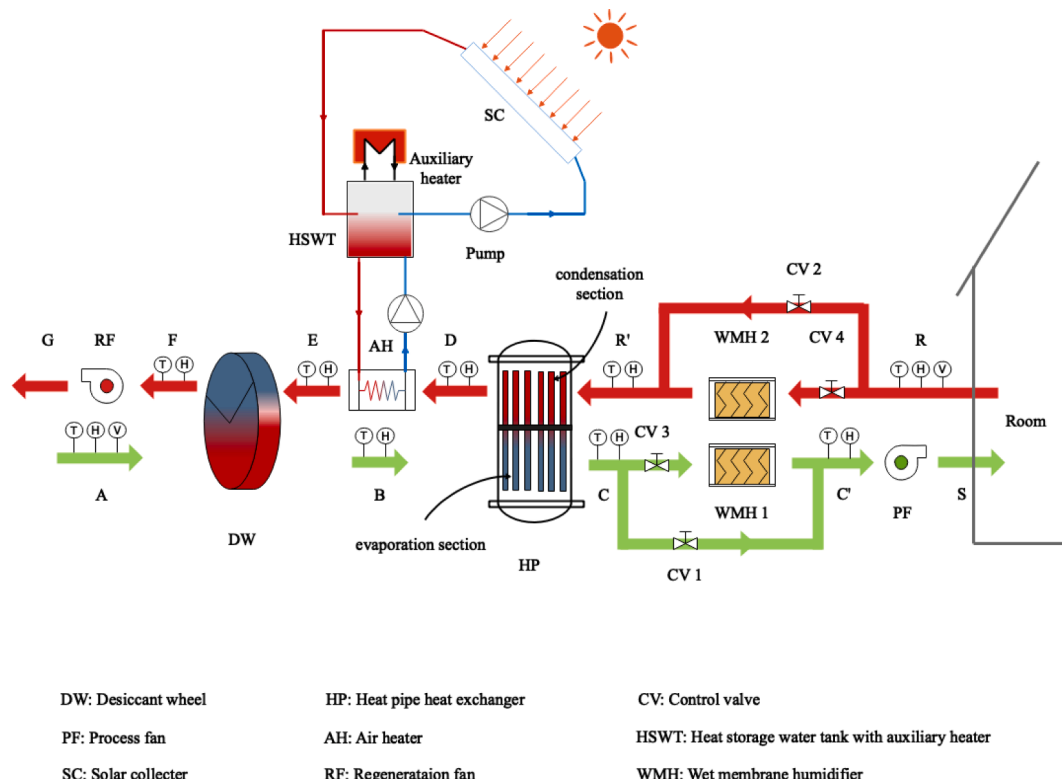 SC
Auxiliary
heater
HSWT
Pump
condensation
section
CV 2
G
RF
F
E
AH
D
R'
WMH 2
CV 4
R
T H
T H
T H
T H
T H V
T H V
A
T H
B
T H
CV 3
T H
Room
C
WMH 1
C'
PF
S
DW
evaporation section
HP
CV 1
DW: Desiccant wheel
HP: Heat pipe heat exchanger
CV: Control valve
PF: Process fan
AH: Air heater
HSWT: Heat storage water tank with auxiliary heater
SC: Solar collecter
RF: Regenerataion fan
WMH: Wet membrane humidifier